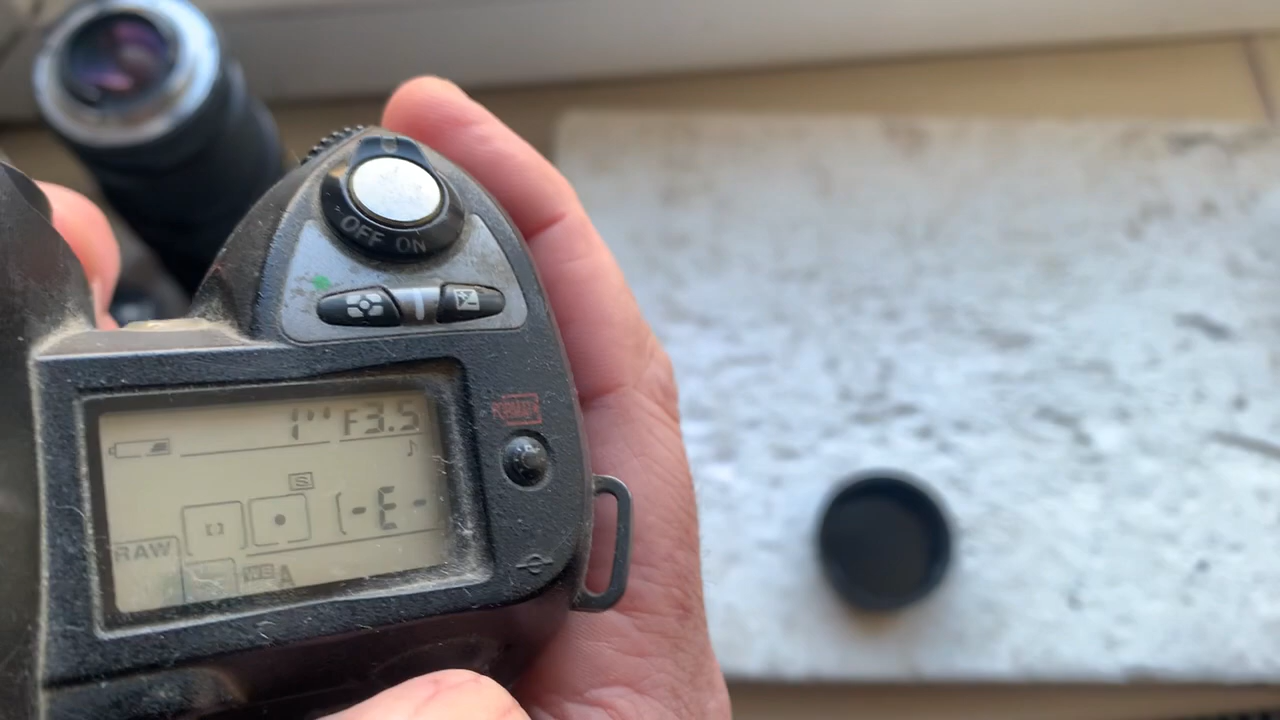 OFF ON
1" F3.5
S
(-E-
RAW
WB A